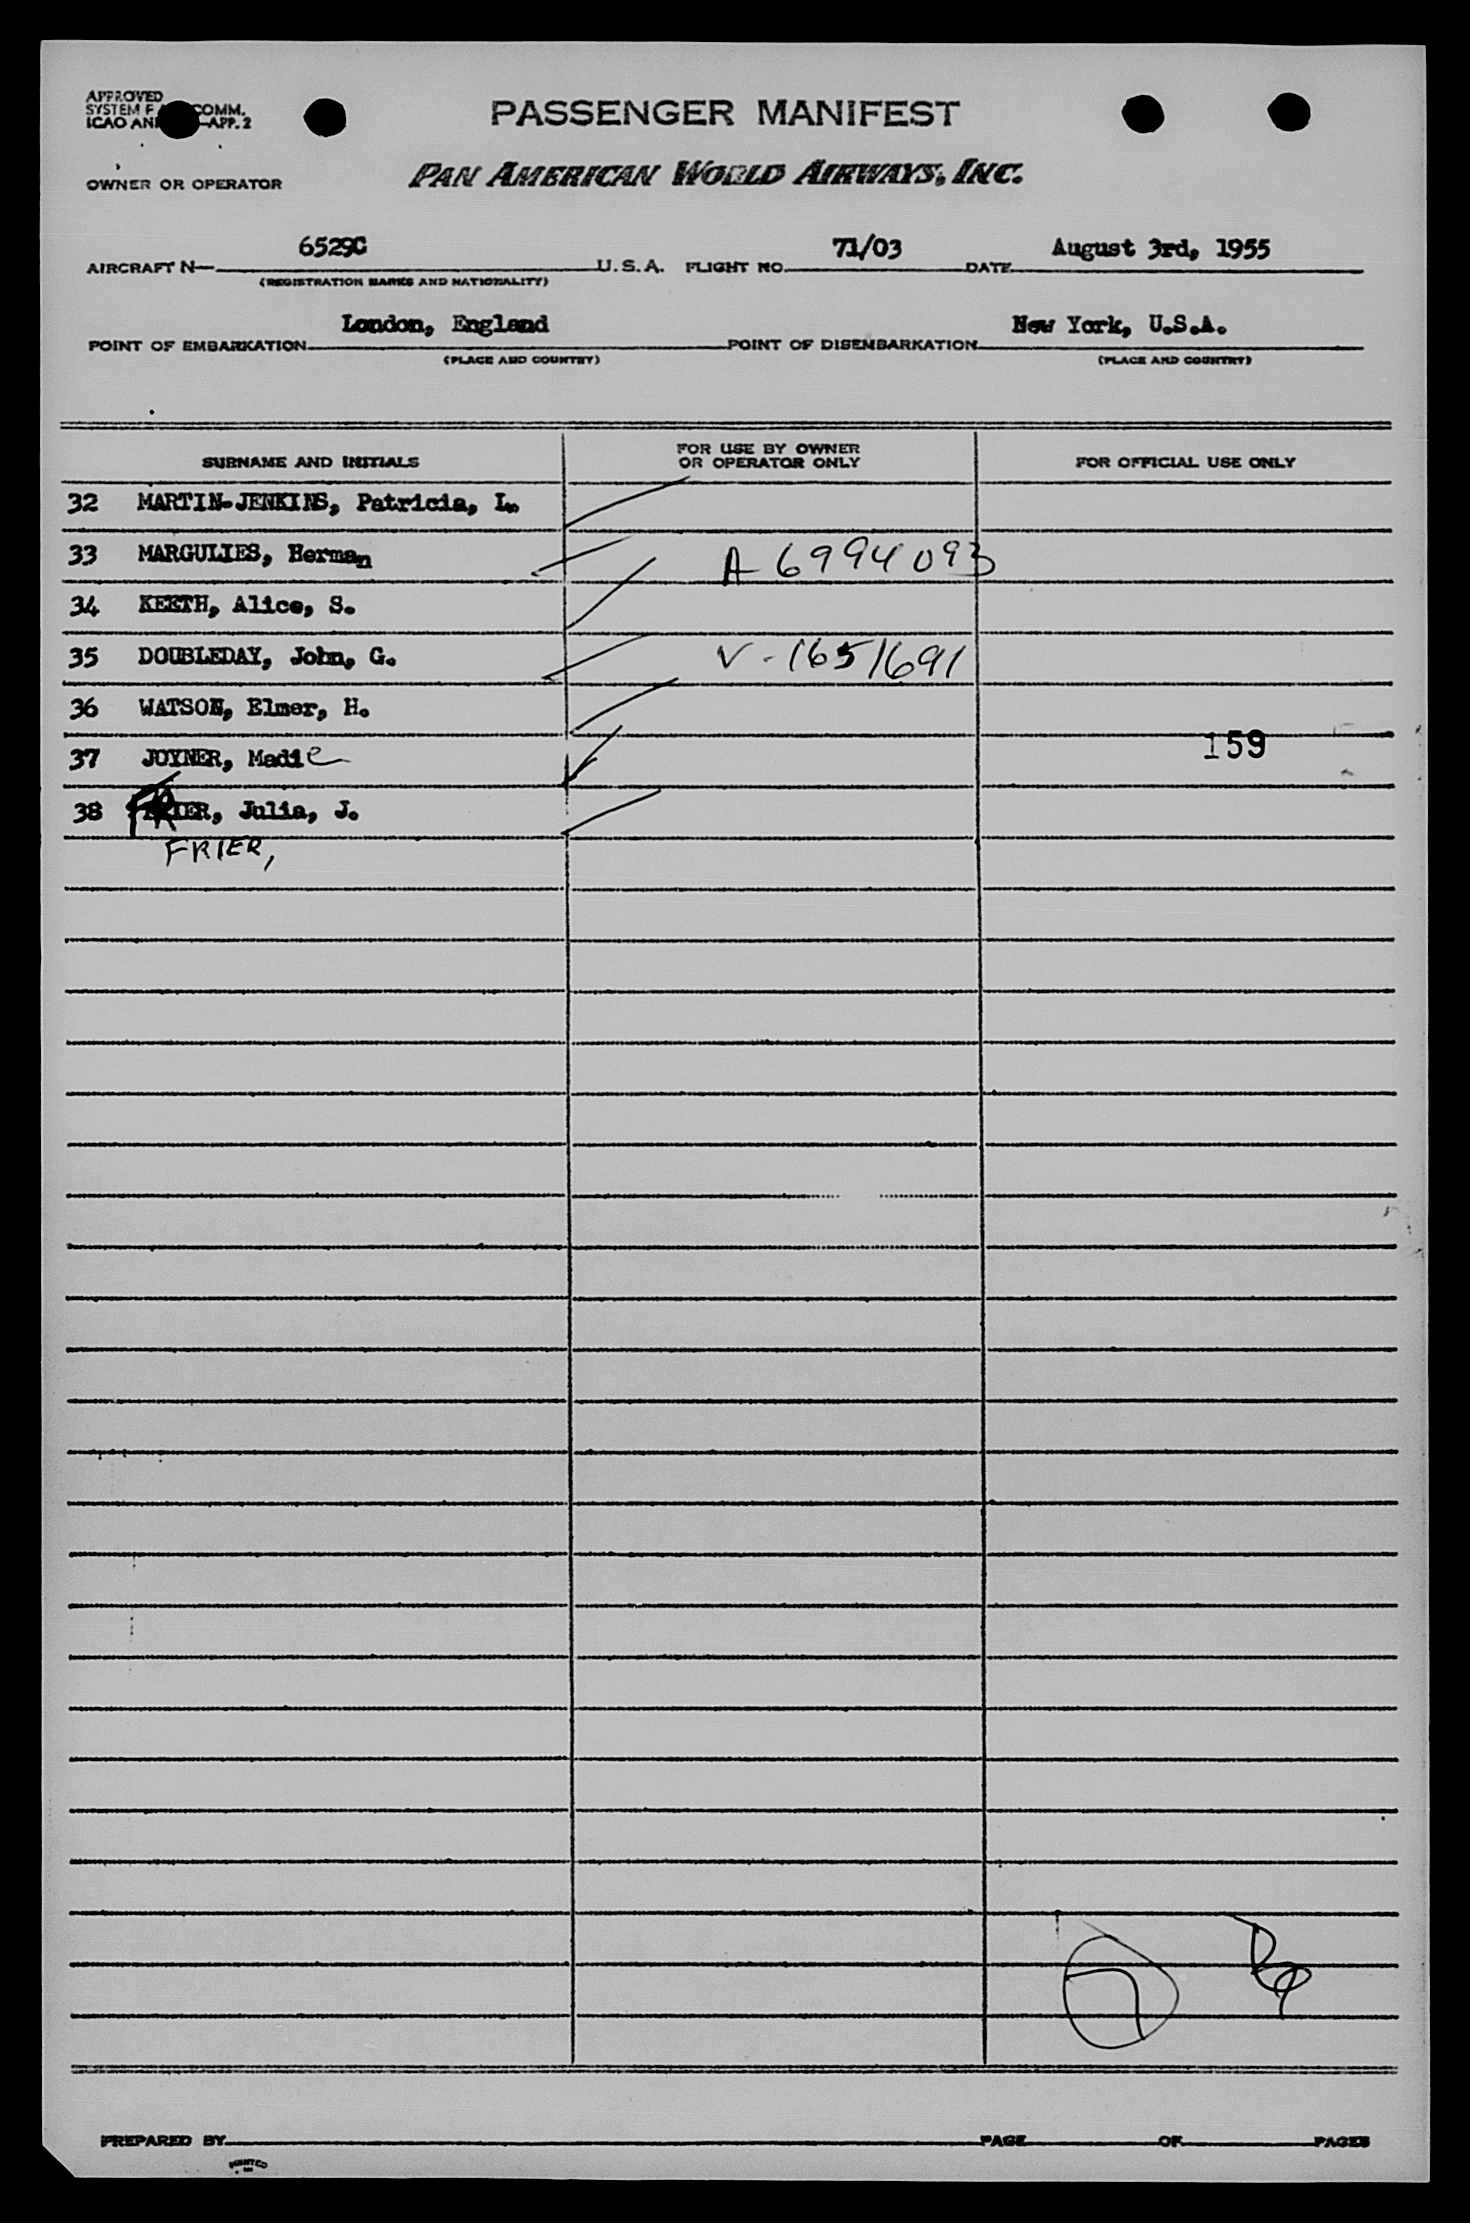 APPROVED
SYSTEM COMM.
ICAO APP. 2
PASSENGER MANIFEST
OWNER OR OPERATOR PAN AMERICAN WORLD AIRWAYS, INC.
AIRCRAFT N— 6529C U.S.A. FLIGHT NO. 71/03 DATE August 3rd, 1955
(REGISTRATION MARKS AND NATIONALITY)
POINT OF EMBARKATION London, England POINT OF DISEMBARKATION New York, U.S.A.
(PLACE AND COUNTRY) (PLACE AND COUNTRY)
SURNAME AND INITIALS FOR USE BY OWNER OR OPERATOR ONLY FOR OFFICIAL USE ONLY
32 MARTIN-JENKINS, Patricia, L.
33 MARGULIES, Herman A-6994093
34 KEETH, Alice, S.
35 DOUBLEDAY, John, G. V-1651691
36 WATSON, Elmer, H.
37 JOYNER, Madie 159
38 FRIER, Julia, J.
FRIER,
7
PREPARED BY PAGE OF PAGES